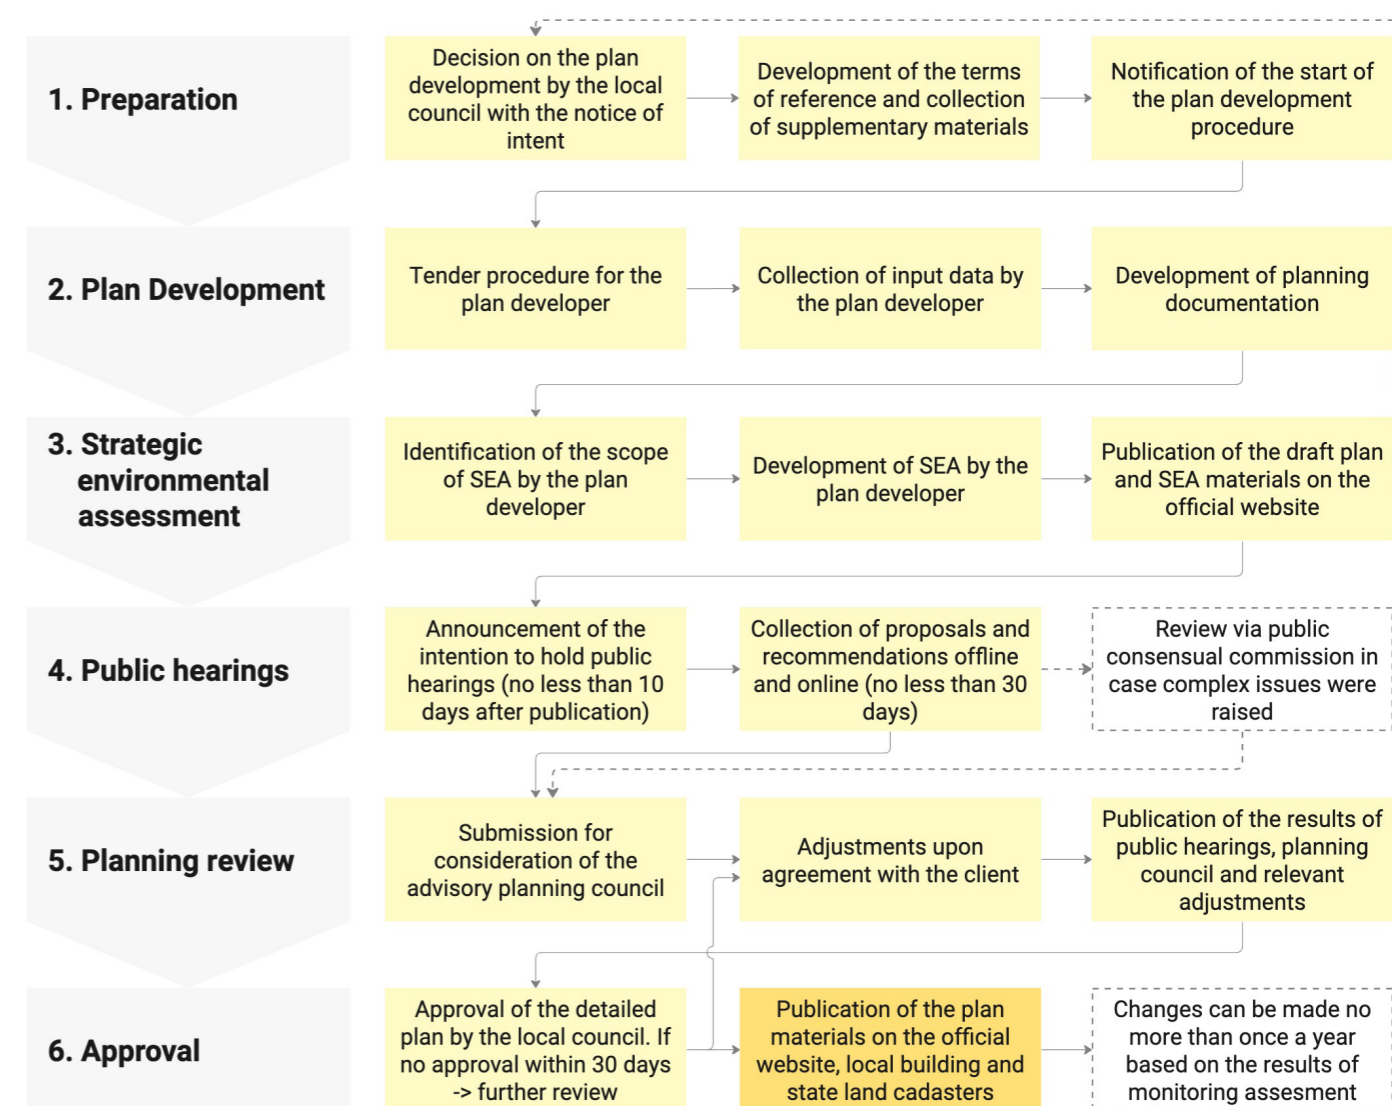 1. Preparation
Decision on the plan
development by the local
council with the notice of
intent
Development of the terms
of reference and collection
of supplementary materials
Notification of the start of
the plan development
procedure
2. Plan Development
Tender procedure for the
plan developer
Collection of input data by
the plan developer
Development of planning
documentation
3. Strategic
environmental
assessment
Identification of the scope
of SEA by the plan
developer
Development of SEA by the
plan developer
Publication of the draft plan
and SEA materials on the
official website
4. Public hearings
Announcement of the
intention to hold public
hearings (no less than 10
days after publication)
Collection of proposals and
recommendations offline
and online (no less than 30
days)
Review via public
consensual commission in
case complex issues were
raised
5. Planning review
Submission for
consideration of the
advisory planning council
Adjustments upon
agreement with the client
Publication of the results of
public hearings, planning
council and relevant
adjustments
6. Approval
Approval of the detailed
plan by the local council. If
no approval within 30 days
-> further review
Publication of the plan
materials on the official
website, local building and
state land cadasters
Changes can be made no
more than once a year
based on the results of
monitoring assesment